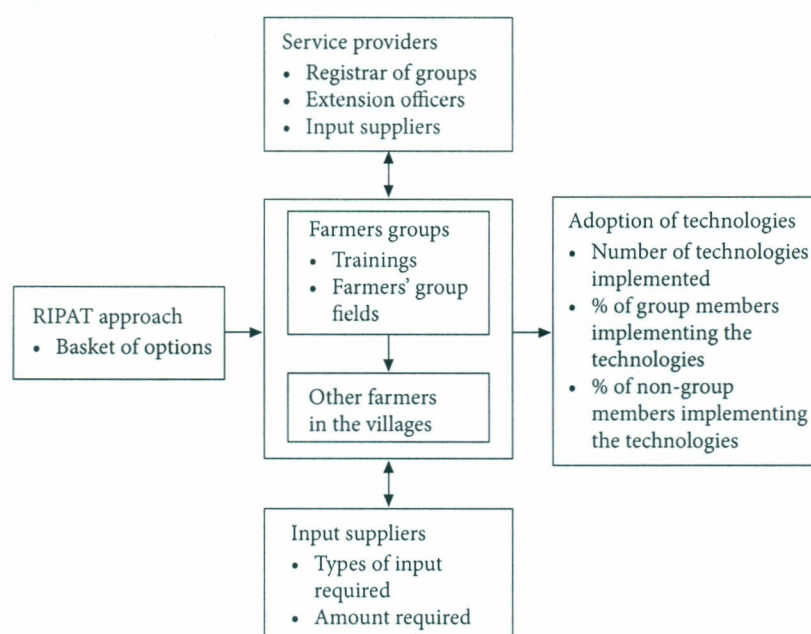 Service providers
• Registrar of groups
• Extension officers
• Input suppliers
Farmers groups
• Trainings
• Farmers' group
fields
RIPAT approach
• Basket of options
Other farmers
in the villages
Adoption of technologies
• Number of technologies
implemented
• % of group members
implementing the
technologies
• % of non-group
members implementing
the technologies
Input suppliers
• Types of input
required
• Amount required